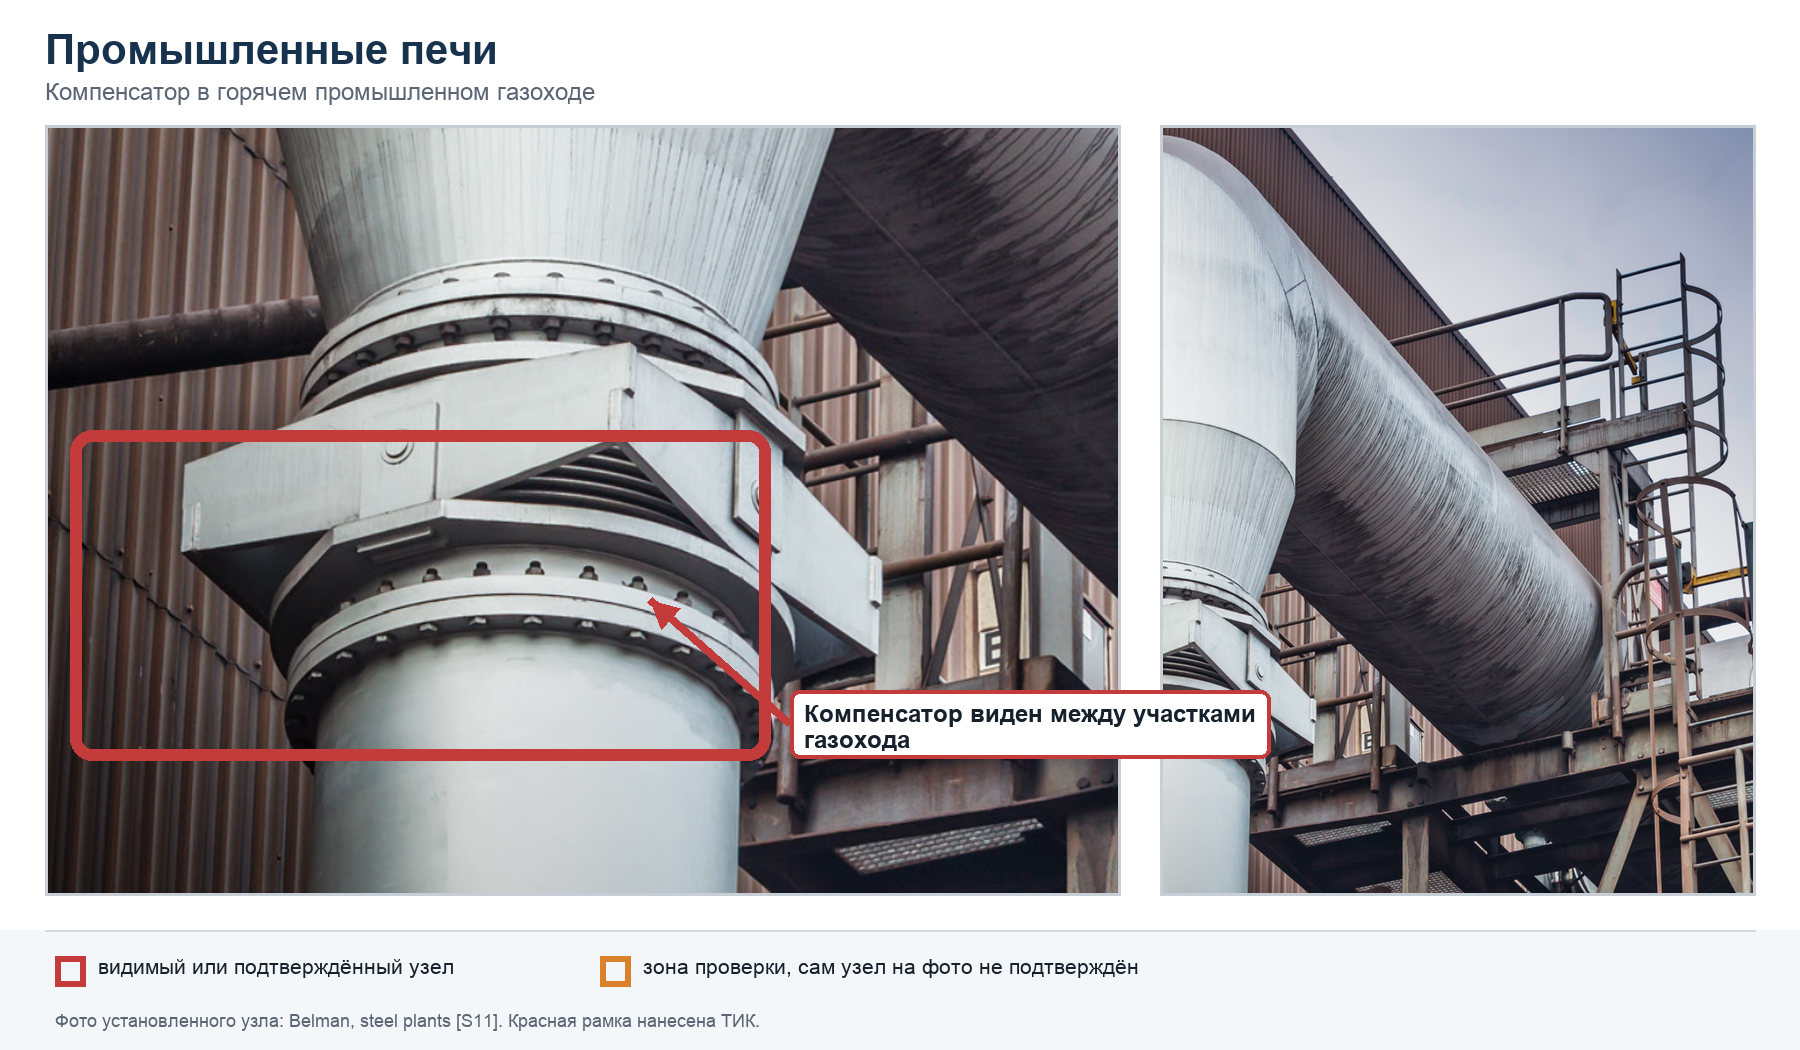 Промышленные печи
Компенсатор в горячем промышленном газоходе
Компенсатор виден между участками
газохода
видимый или подтверждённый узел
зона проверки, сам узел на фото не подтверждён
Фото установленного узла: Belman, steel plants [S11]. Красная рамка нанесена ТИК.